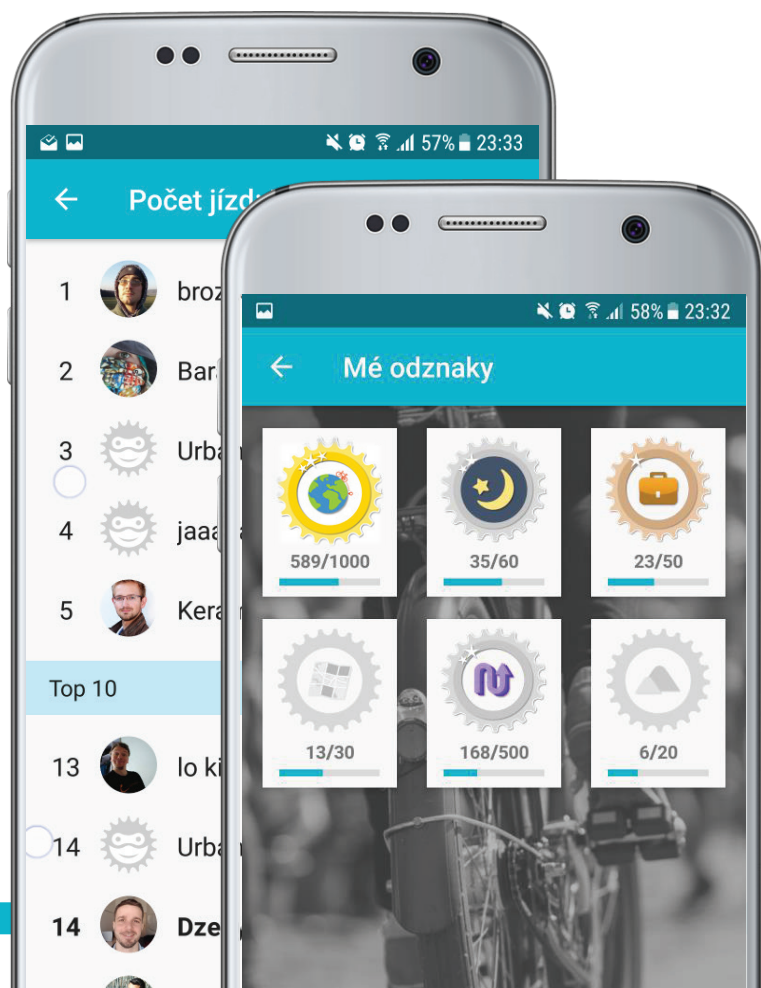 57% 23:33
Počet jízd
1 broz
2 Bar
3 Urba
4 jaaa
5 Kera
Top 10
13 lo ki
14 Urba
14 Dze
58% 23:32
Mé odznaky
589/1000
35/60
23/50
13/30
168/500
6/20